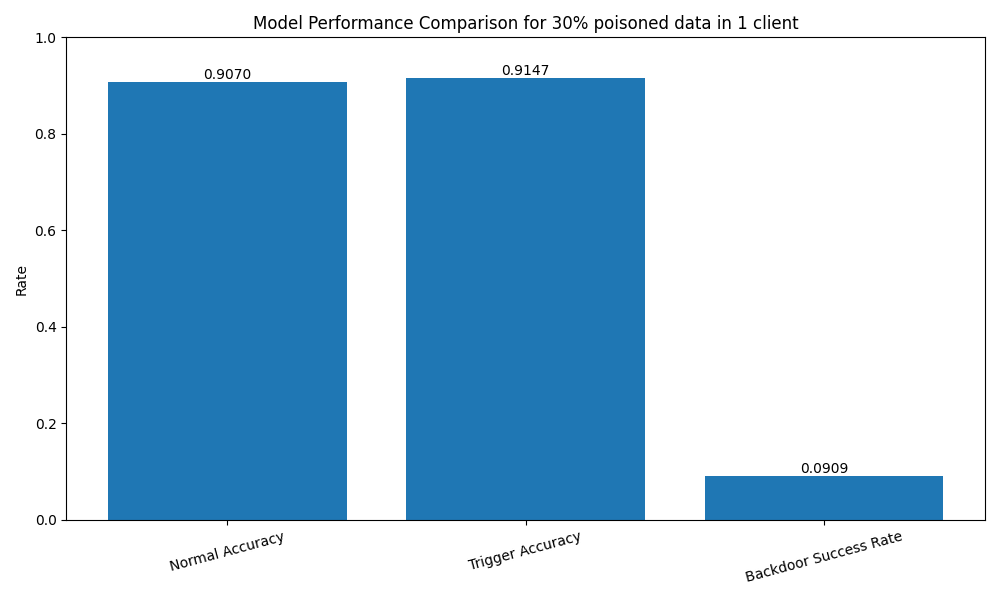 Model Performance Comparison for 30% poisoned data in 1 client
1.0
0.8
0.6
0.4
0.2
0.0
Rate
0.9070
0.9147
0.0909
Normal Accuracy
Trigger Accuracy
Backdoor Success Rate